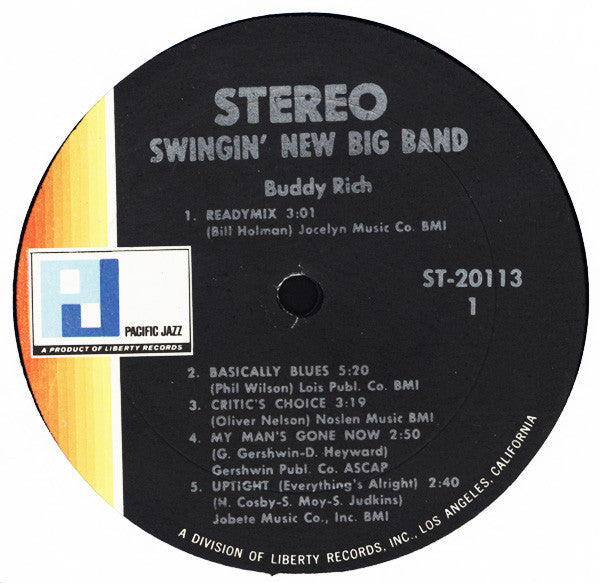 STEREO
SWINGIN' NEW BIG BAND
Buddy Rich
1. READYMIX 3:01
(Bill Holman) Jocelyn Music Co. BMI
PJ
PACIFIC JAZZ
A PRODUCT OF LIBERTY RECORDS
ST-20113
1
2. BASICALLY BLUES 5:20
(Phil Wilson) Lois Publ. Co. BMI
3. CRITIC'S CHOICE 3:19
(Oliver Nelson) Noslen Music BMI
4. MY MAN'S GONE NOW 2:50
(G. Gershwin-D. Heyward)
Gershwin Publ. Co. ASCAP
5. UPTIGHT (Everything's Alright) 2:40
(H. Cosby-S. Moy-S. Judkins)
Jobete Music Co., Inc. BMI
A DIVISION OF LIBERTY RECORDS, INC., LOS ANGELES, CALIFORNIA